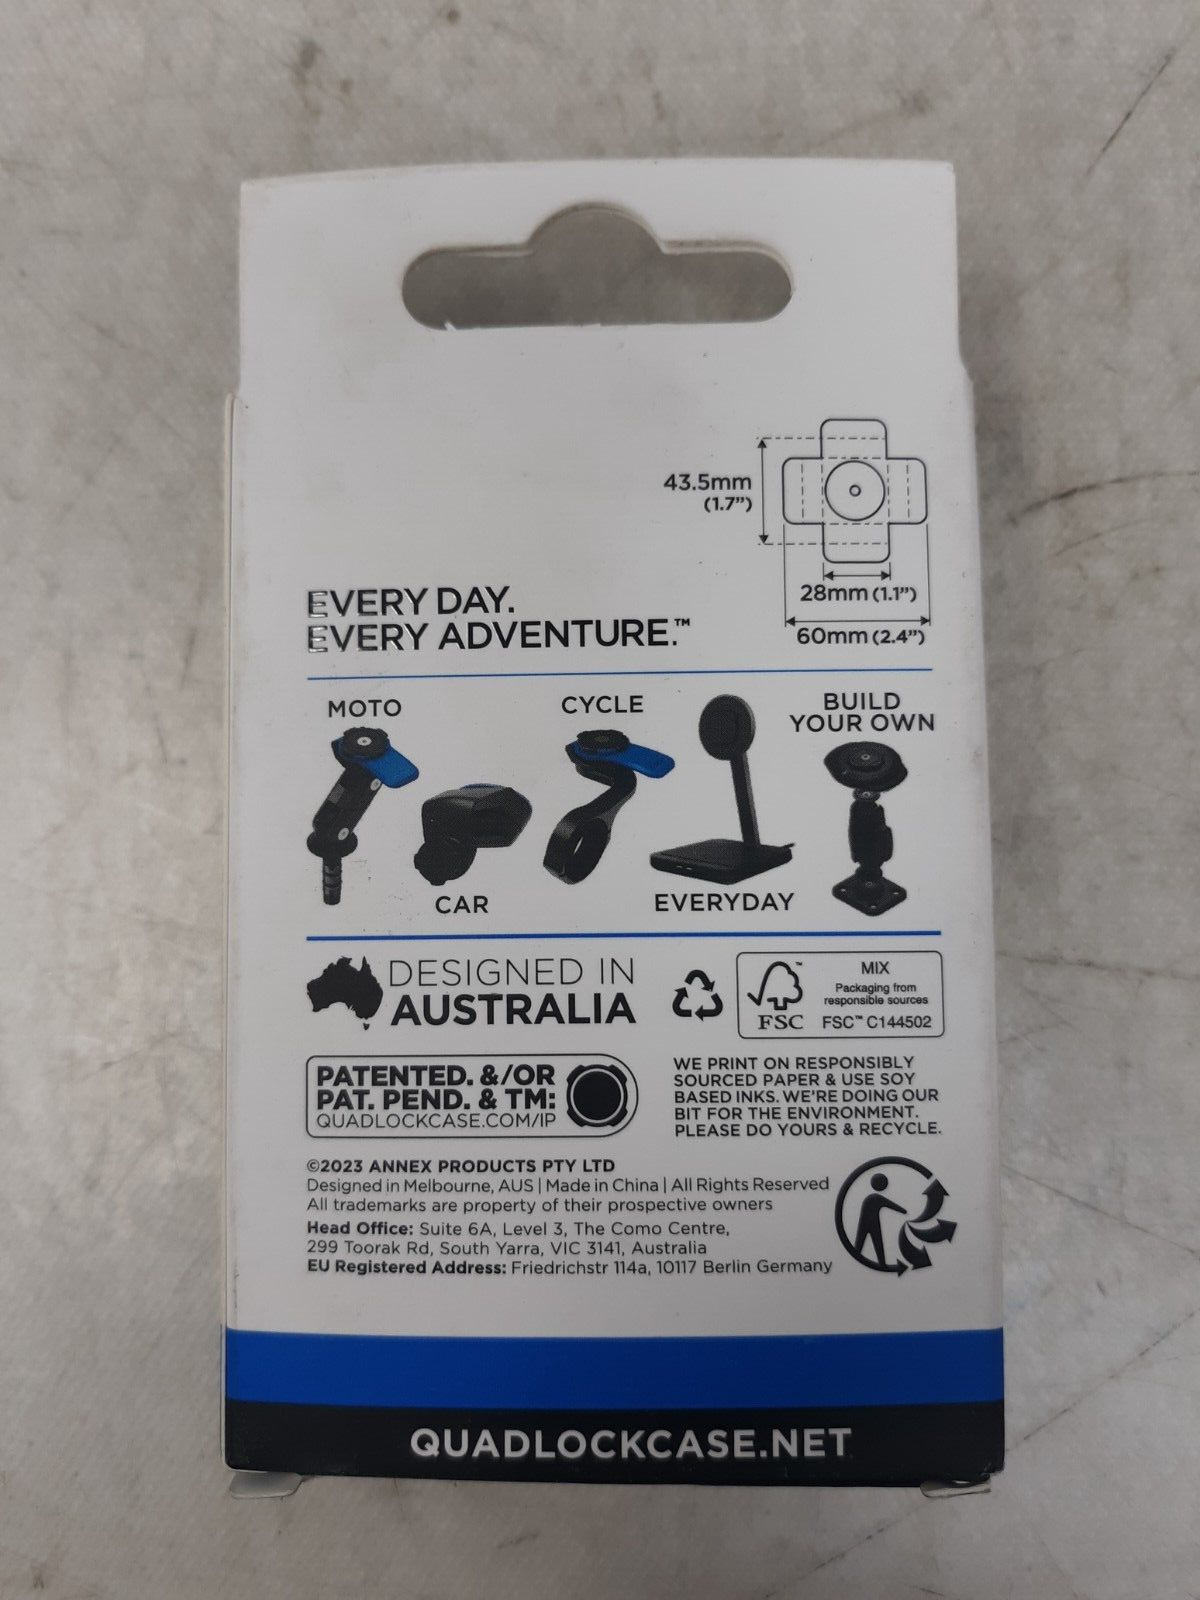 43.5mm
(1.7")
28mm (1.1")
60mm (2.4")
EVERY DAY.
EVERY ADVENTURE.™
MOTO
CYCLE
BUILD
YOUR OWN
CAR
EVERYDAY
DESIGNED IN
AUSTRALIA
™
FSC
MIX
Packaging from
responsible sources
FSC™ C144502
PATENTED. &/OR
PAT. PEND. & TM:
QUADLOCKCASE.COM/IP
WE PRINT ON RESPONSIBLY
SOURCED PAPER & USE SOY
BASED INKS. WE'RE DOING OUR
BIT FOR THE ENVIRONMENT.
PLEASE DO YOURS & RECYCLE.
©2023 ANNEX PRODUCTS PTY LTD
Designed in Melbourne, AUS | Made in China | All Rights Reserved
All trademarks are property of their prospective owners
Head Office: Suite 6A, Level 3, The Como Centre,
299 Toorak Rd, South Yarra, VIC 3141, Australia
EU Registered Address: Friedrichstr 114a, 10117 Berlin Germany
QUADLOCKCASE.NET